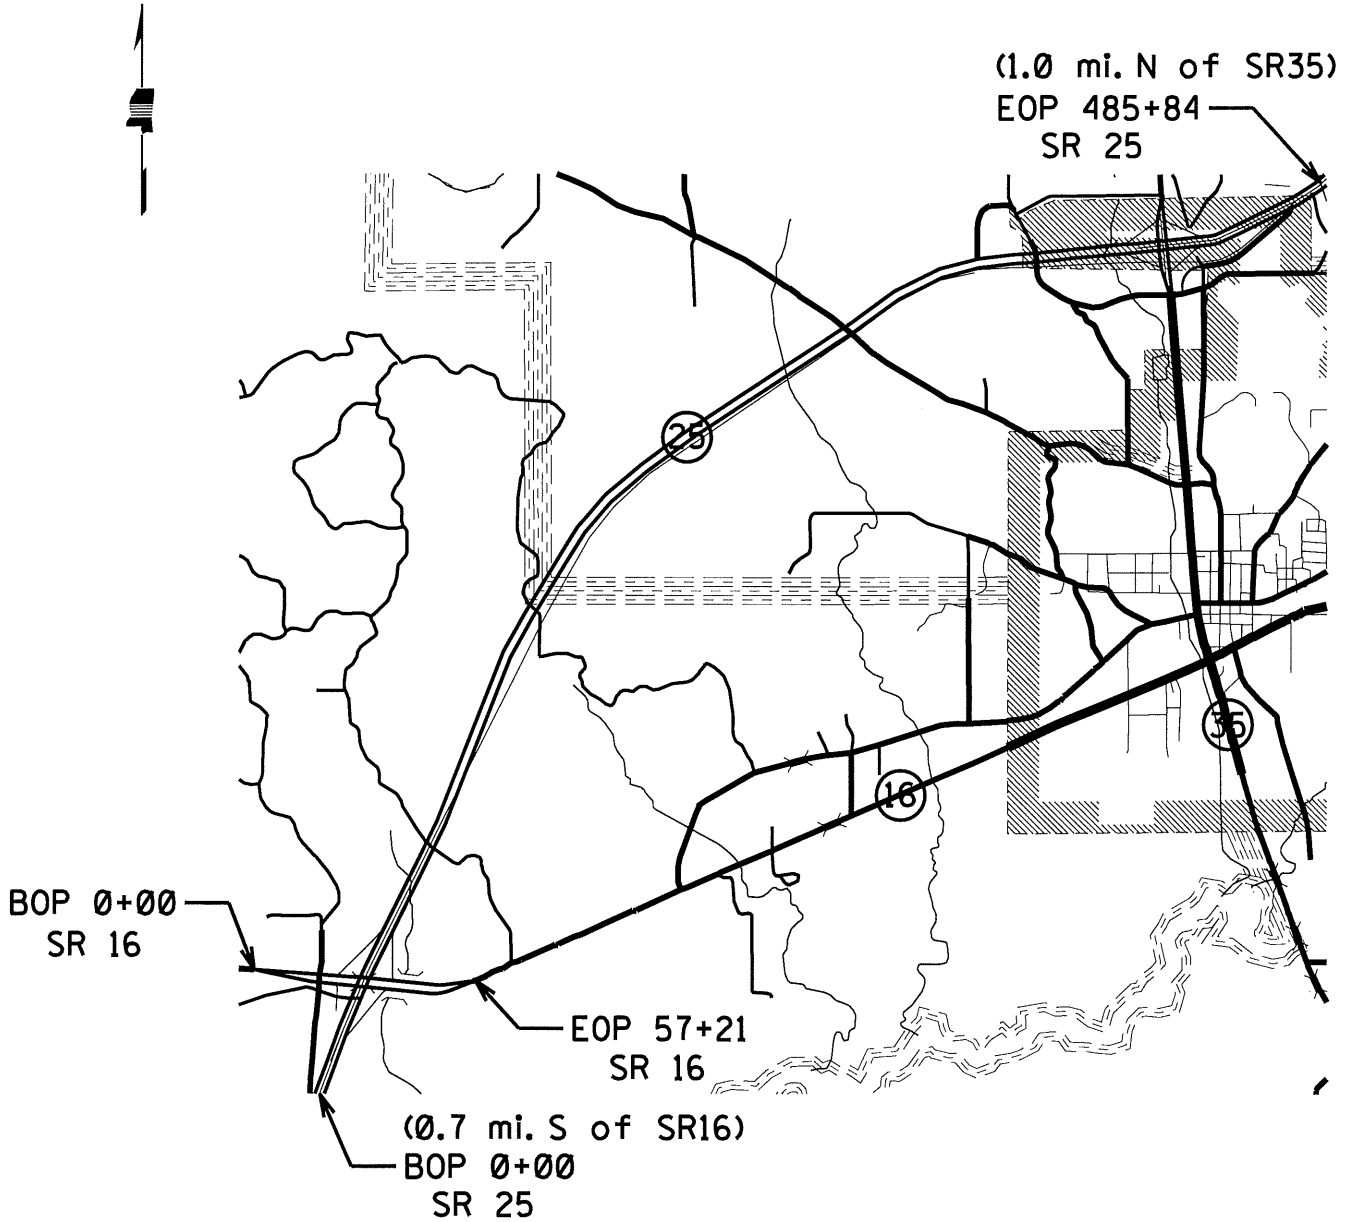 (1.0 mi. N of SR35)
EOP 485+84
SR 25
25
35
16
BOP 0+00
SR 16
EOP 57+21
SR 16
(0.7 mi. S of SR16)
BOP 0+00
SR 25